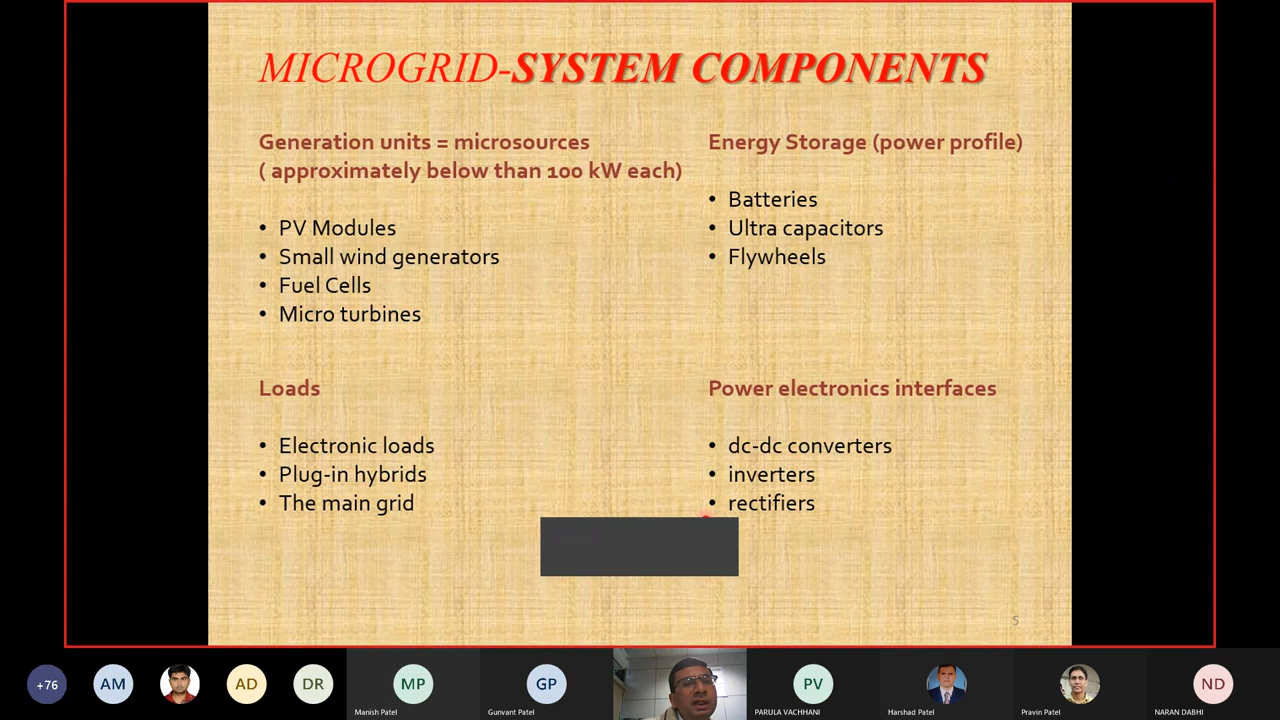 MICROGRID-SYSTEM COMPONENTS
Generation units = microsources
( approximately below than 100 kW each)
• PV Modules
• Small wind generators
• Fuel Cells
• Micro turbines
Energy Storage (power profile)
• Batteries
• Ultra capacitors
• Flywheels
Loads
• Electronic loads
• Plug-in hybrids
• The main grid
Power electronics interfaces
• dc-dc converters
• inverters
• rectifiers
5
+76
AM
AD
DR
MP
Manish Patel
GP
Gunvant Patel
PV
PARULA VACHHANI
Harshad Patel
Pravin Patel
ND
NARAN DABHI